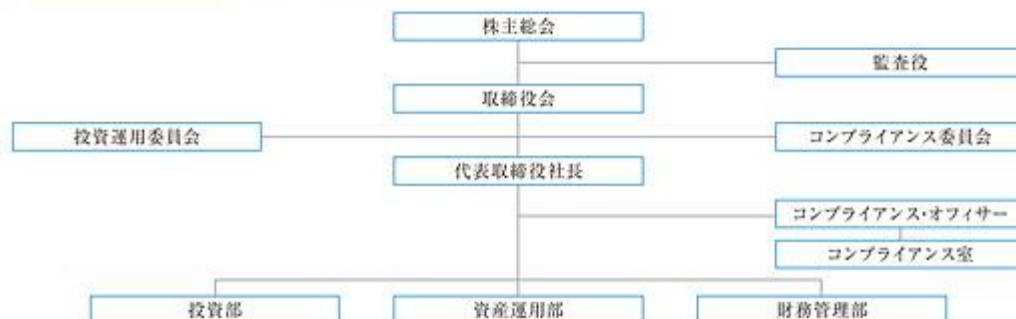 株主総会
監査役
取締役会
投資運用委員会
コンプライアンス委員会
代表取締役社長
コンプライアンス・オフィサー
コンプライアンス室
投資部
資産運用部
財務管理部